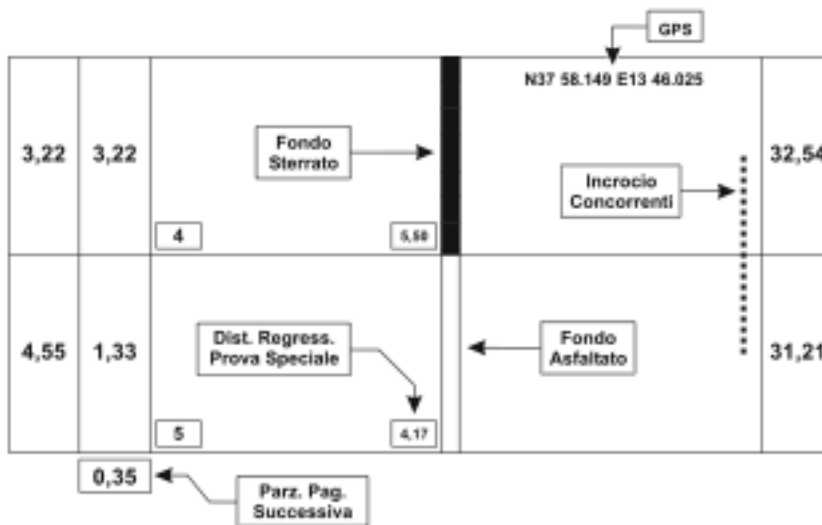 GPS
N37 58.149 E13 46.025
3,22
3,22
Fondo
Sterrato
Incrocio
Concorrenti
32,54
4
5,50
4,55
1,33
Dist. Regress.
Prova Speciale
Fondo
Asfaltato
31,21
5
4,17
0,35
Parz. Pag.
Successiva